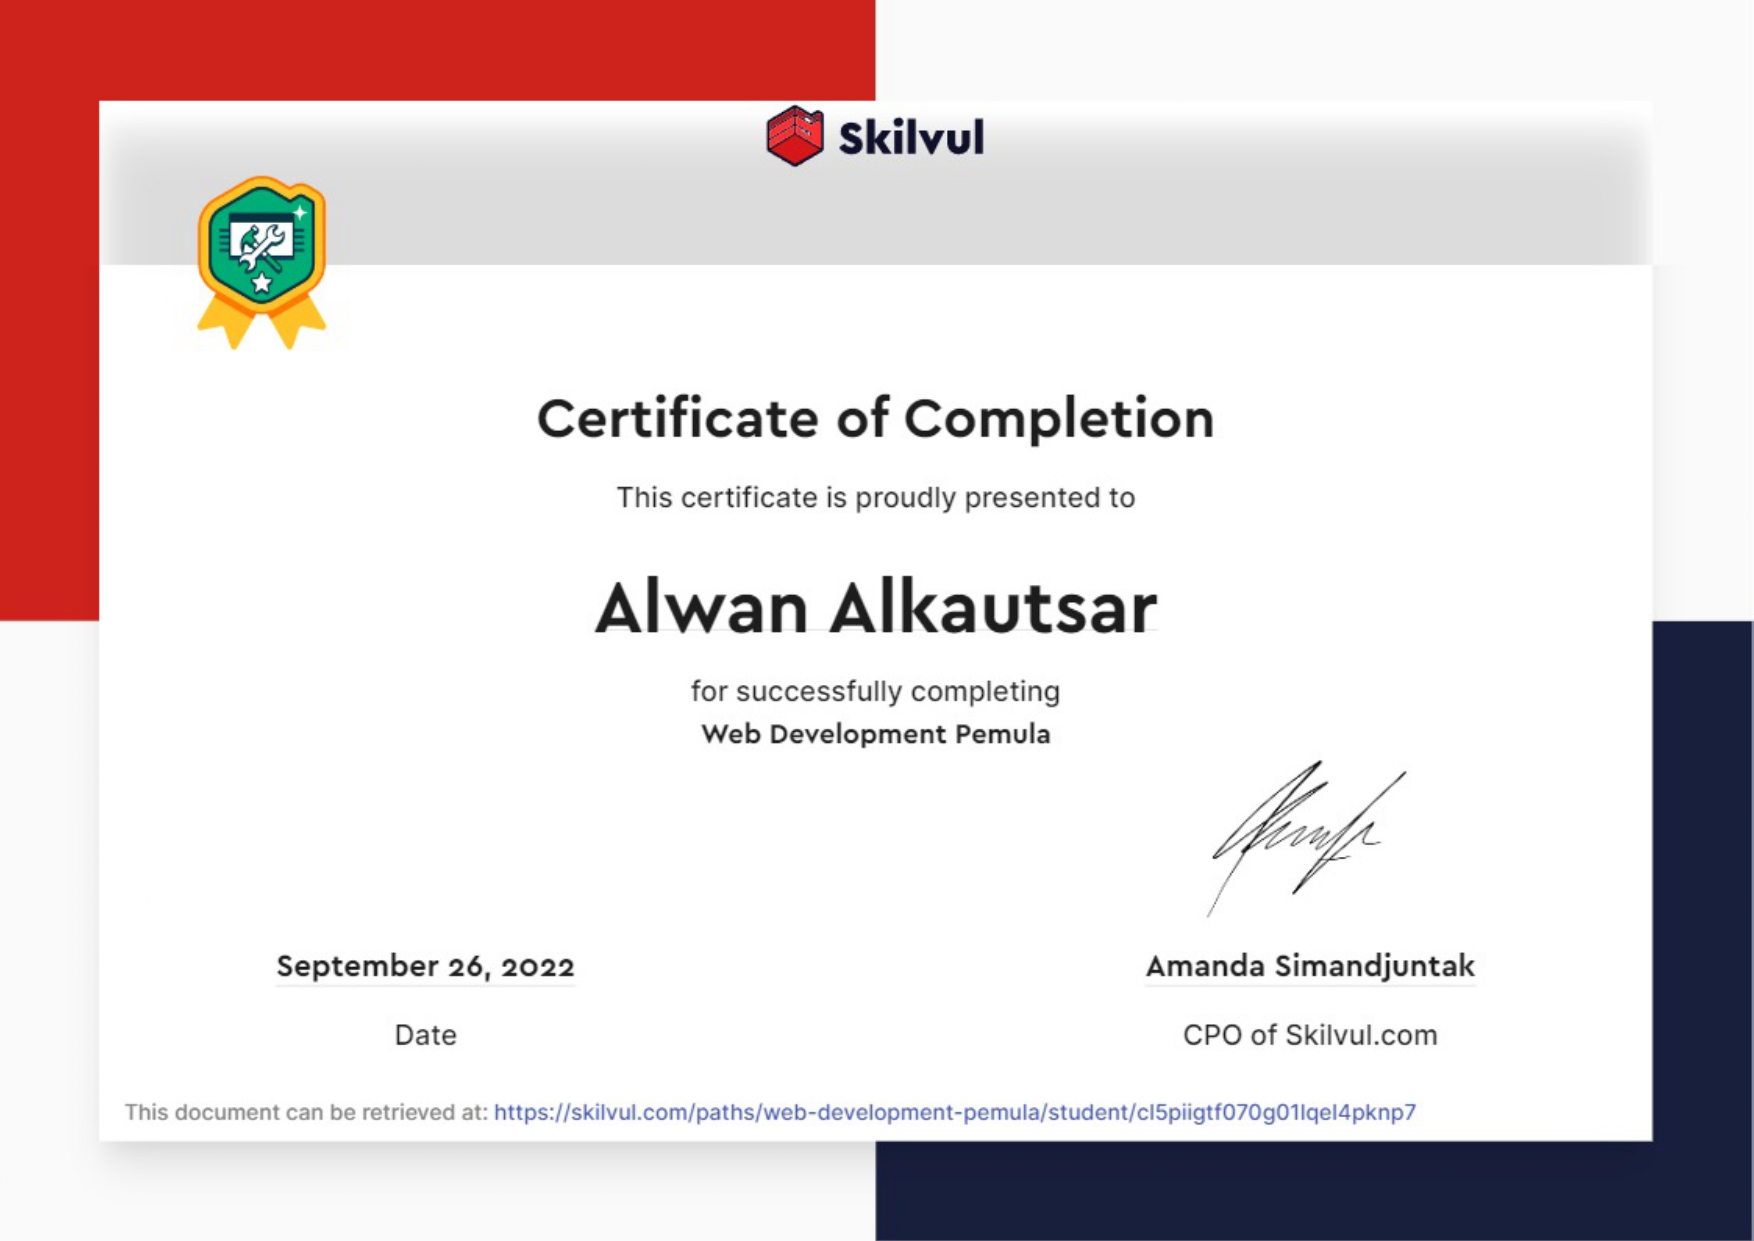 Skilvul
Certificate of Completion
This certificate is proudly presented to
Alwan Alkautsar
for successfully completing
Web Development Pemula
September 26, 2022
Date
Amanda Simandjuntak
CPO of Skilvul.com
This document can be retrieved at: https://skilvul.com/paths/web-development-pemula/student/cl5piigtf070g01lqel4pknp7